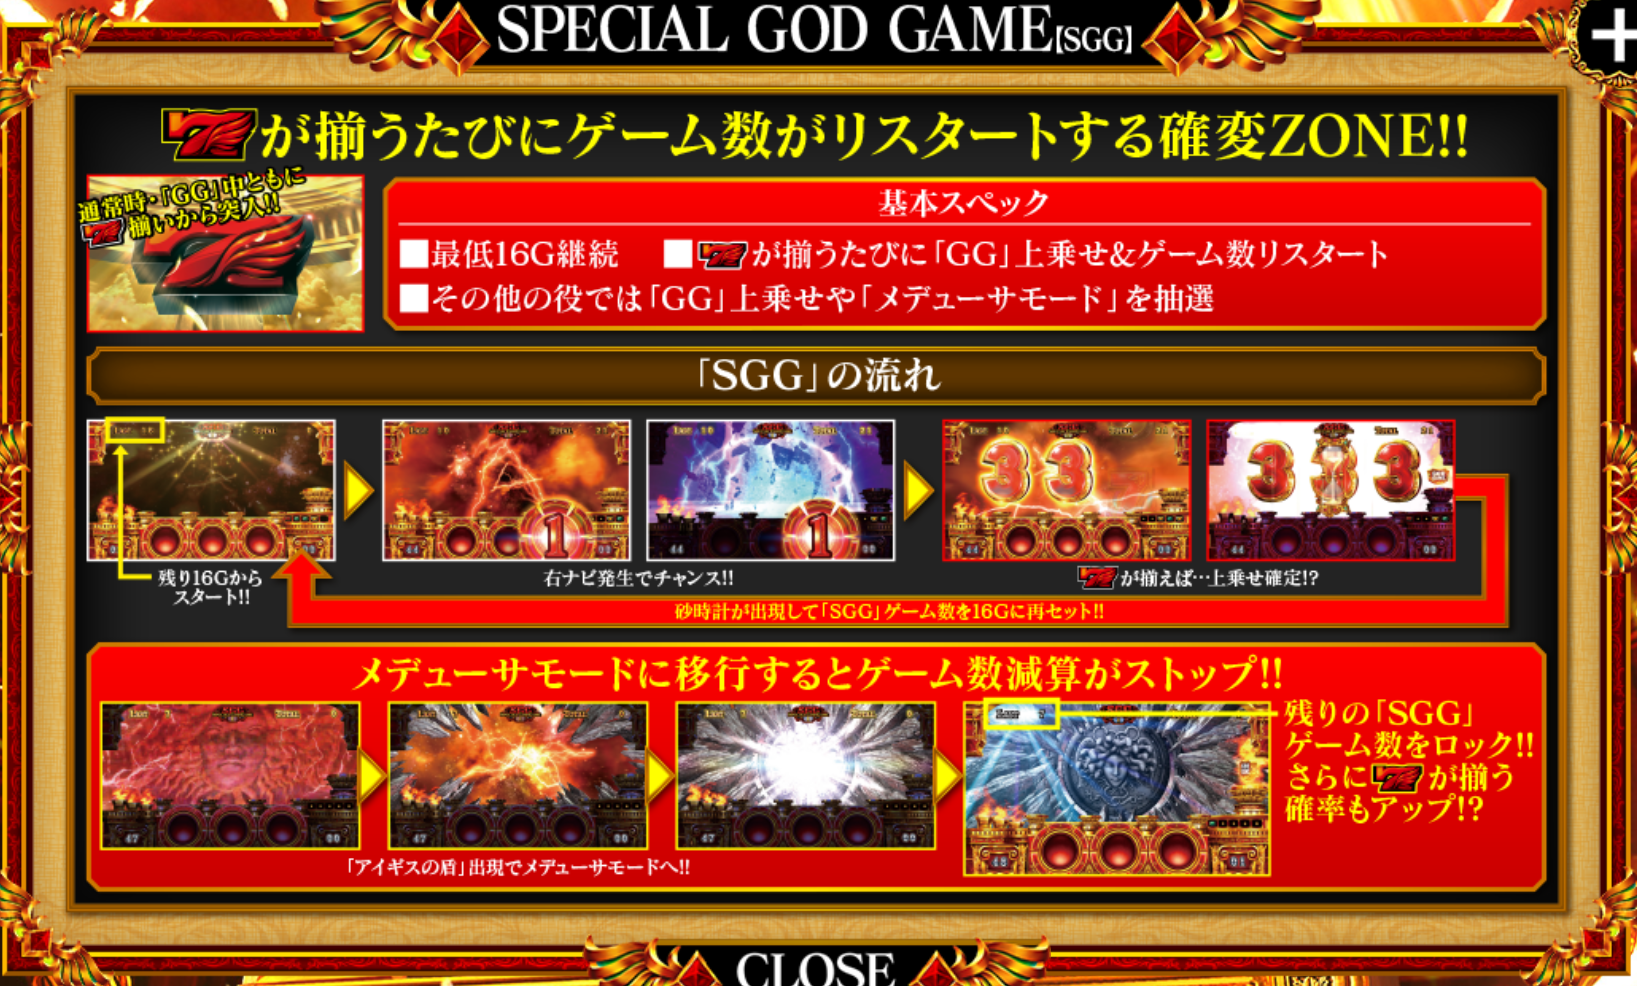 SPECIAL GOD GAME【SGG】
7が揃うたびにゲーム数がリスタートする確変ZONE!!
通常時・「GG」中ともに
7揃いから突入!!
基本スペック
■最低16G継続 ■7が揃うたびに「GG」上乗せ&ゲーム数リスタート
■その他の役では「GG」上乗せや「メデューサモード」を抽選
「SGG」の流れ
残り16Gから
スタート!!
右ナビ発生でチャンス!!
7が揃えば…上乗せ確定!?
砂時計が出現して「SGG」ゲーム数を16Gに再セット!!
メデューサモードに移行するとゲーム数減算がストップ!!
「アイギスの盾」出現でメデューサモードへ!!
残りの「SGG」
ゲーム数をロック!!
さらに7が揃う
確率もアップ!?
CLOSE